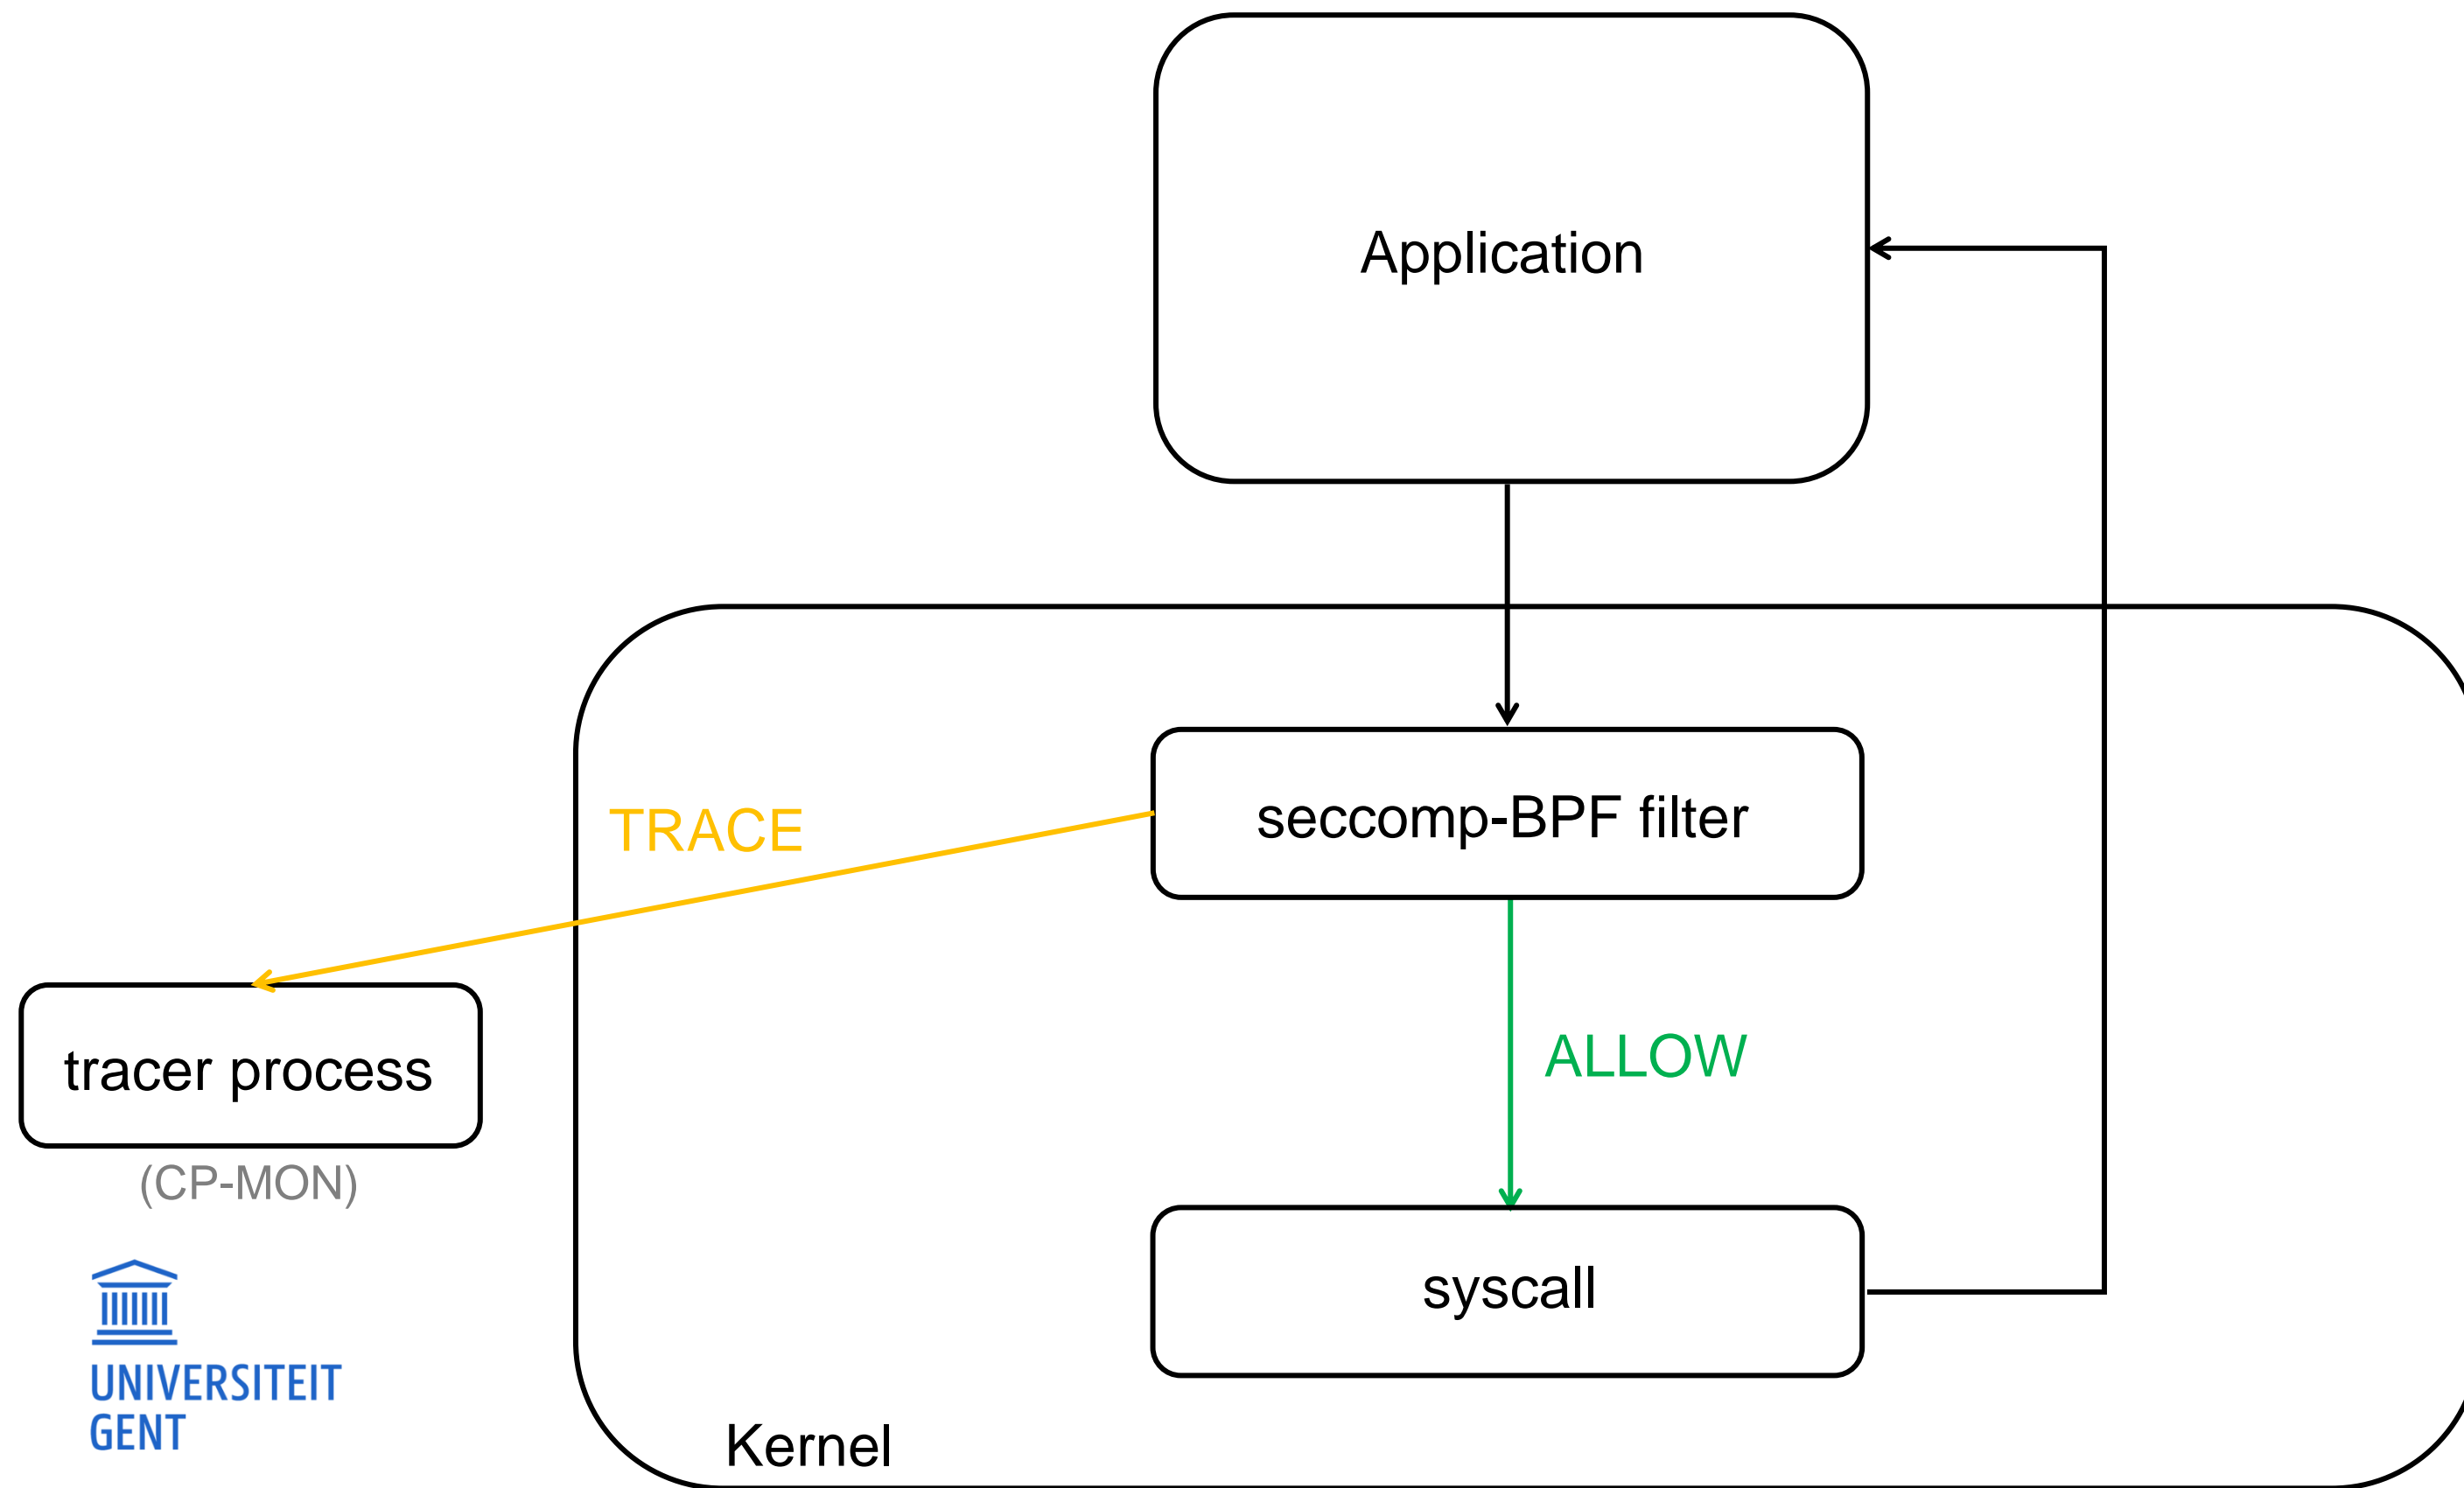 Application
seccomp-BPF filter
TRACE
ALLOW
tracer process
(CP-MON)
syscall
UNIVERSITEIT
GENT
Kernel